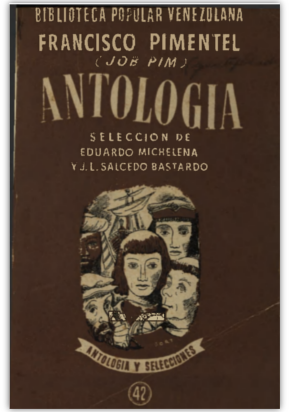 BIBLIOTECA POPULAR VENEZOLANA
FRANCISCO PIMENTEL
(JOB PIM)
ANTOLOGIA
SELECCION DE
EDUARDO MICHELENA
Y J. L. SALCEDO BASTARDO
ANTOLOGIA Y SELECCIONES
42